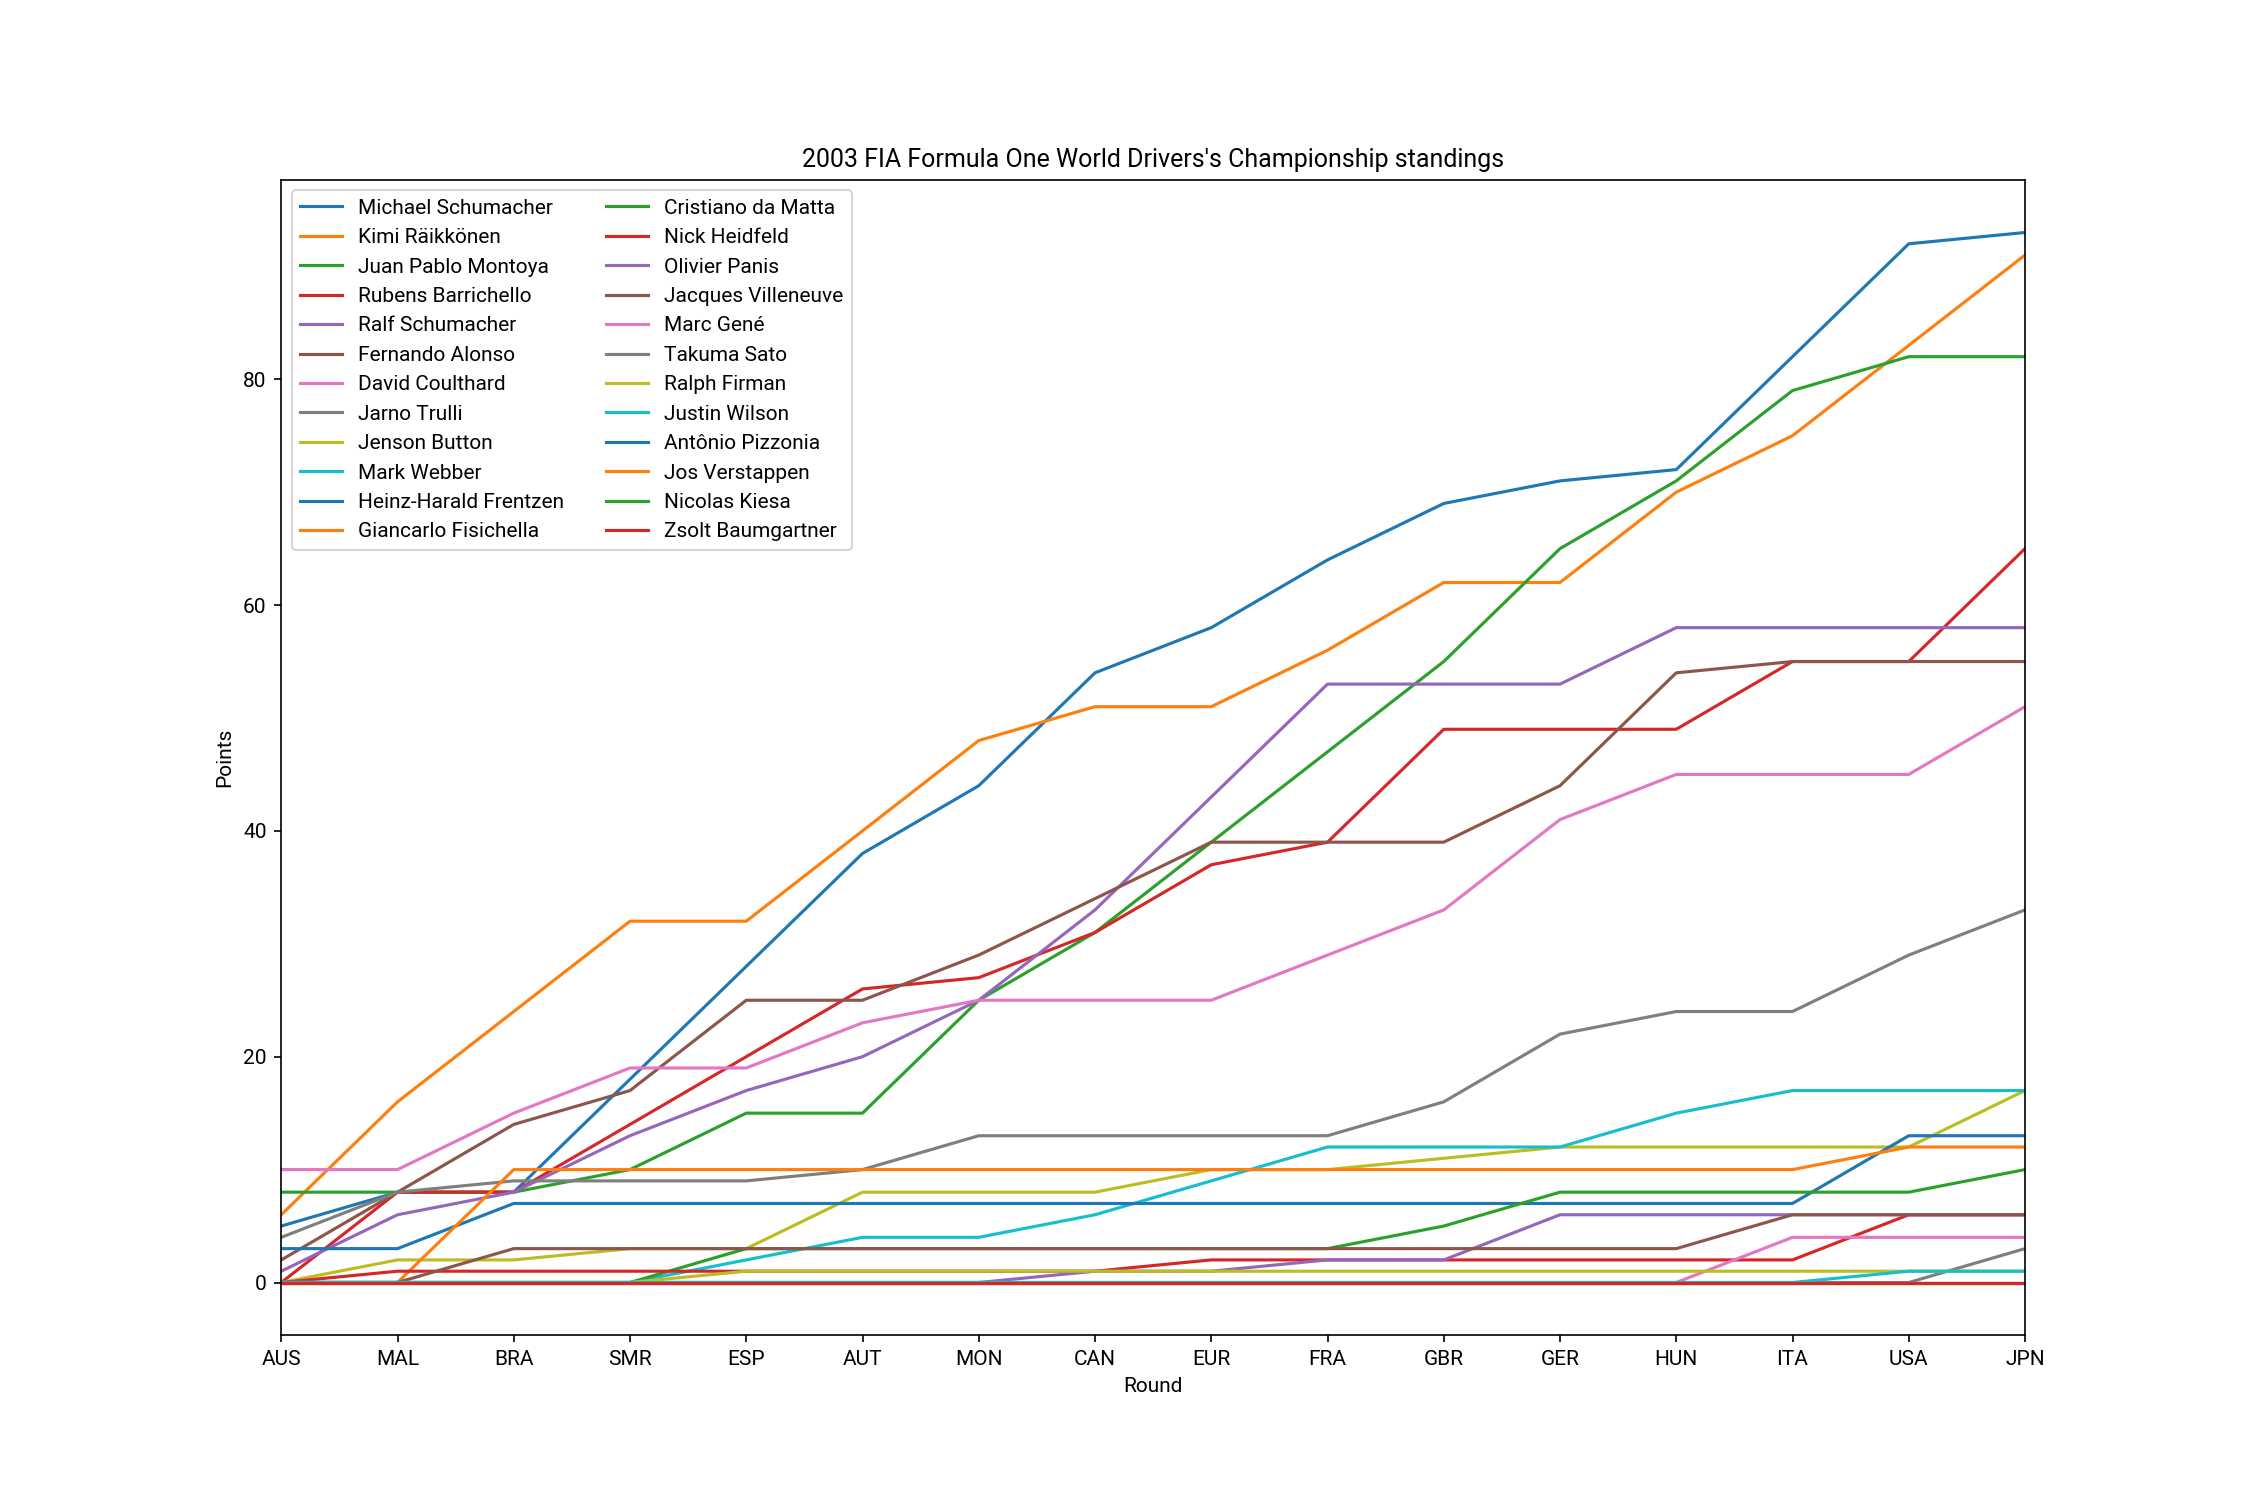 2003 FIA Formula One World Drivers's Championship standings
Michael Schumacher
Kimi Räikkönen
Juan Pablo Montoya
Rubens Barrichello
Ralf Schumacher
Fernando Alonso
David Coulthard
Jarno Trulli
Jenson Button
Mark Webber
Heinz-Harald Frentzen
Giancarlo Fisichella
Cristiano da Matta
Nick Heidfeld
Olivier Panis
Jacques Villeneuve
Marc Gené
Takuma Sato
Ralph Firman
Justin Wilson
Antônio Pizzonia
Jos Verstappen
Nicolas Kiesa
Zsolt Baumgartner
Points
80
60
40
20
0
AUS MAL BRA SMR ESP AUT MON CAN EUR FRA GBR GER HUN ITA USA JPN
Round